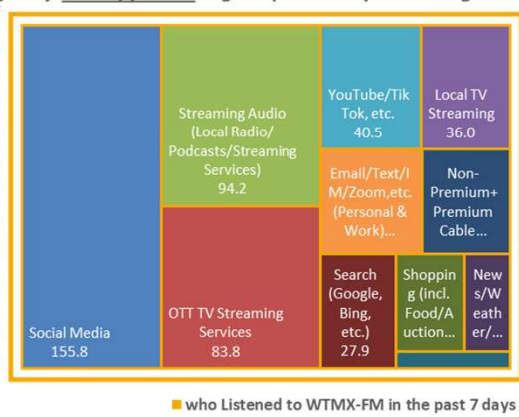 Social Media
155.8
Streaming Audio
(Local Radio/
Podcasts/Streaming
Services)
94.2
OTT TV Streaming
Services
83.8
YouTube/Tik
Tok, etc.
40.5
Local TV
Streaming
36.0
Email/Text/I
M/Zoom,etc.
(Personal &
Work)...
Non-
Premium+
Premium
Cable...
Search
(Google,
Bing,
etc.)
27.9
Shoppin
g (incl.
Food/A
uction...
New
s/W
eath
er/...
who Listened to WTMX-FM in the past 7 days